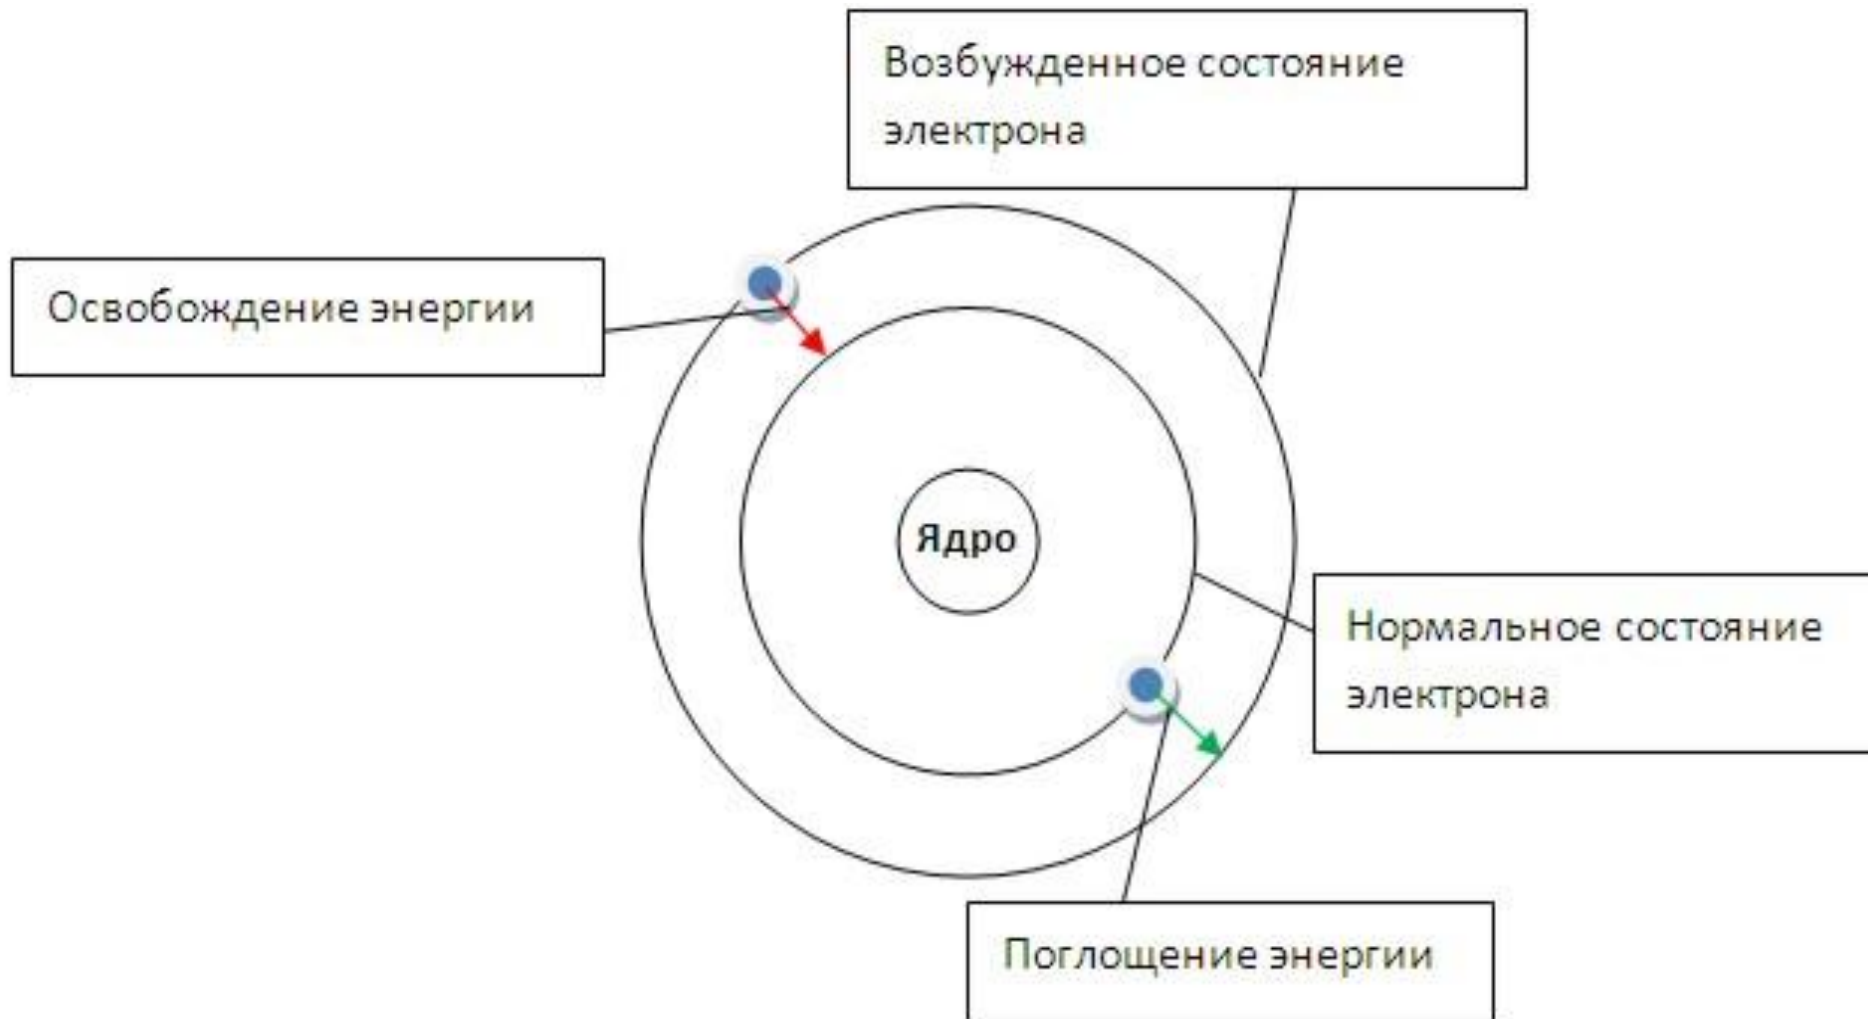 Возбужденное состояние
электрона
Освобождение энергии
Ядро
Нормальное состояние
электрона
Поглощение энергии